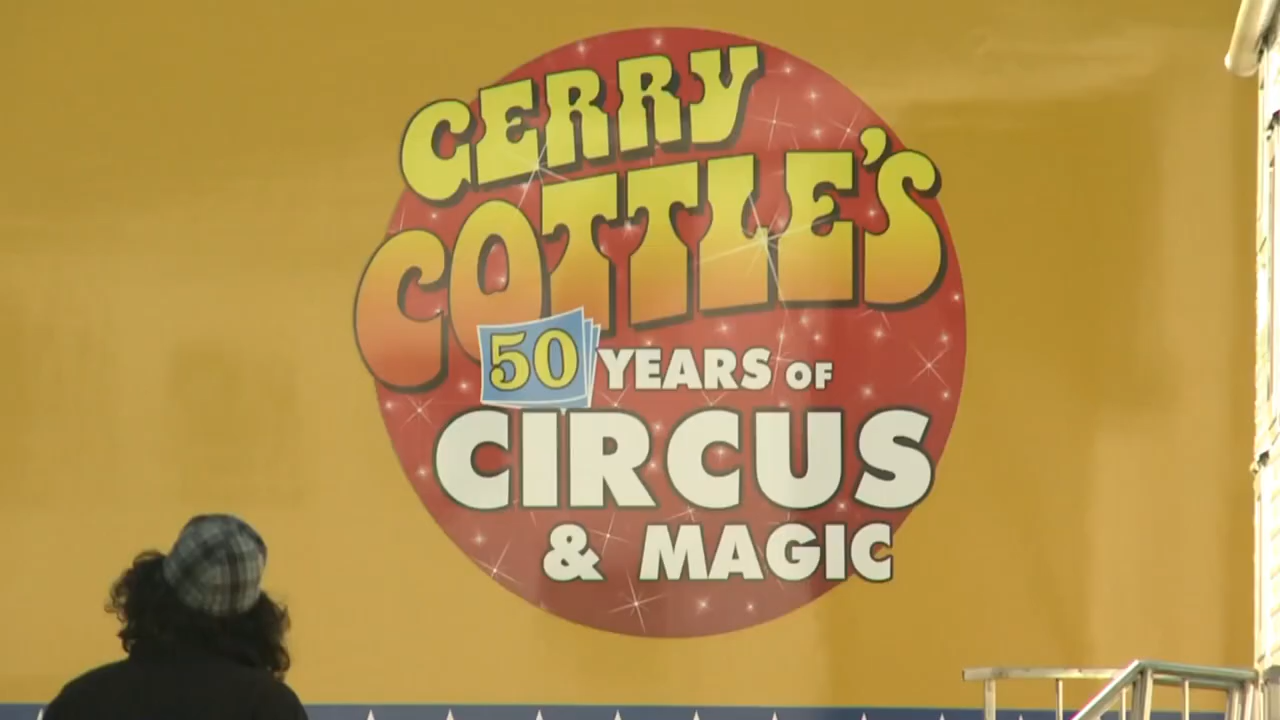 GERRY
COTTLE'S
50 YEARS OF
CIRCUS
& MAGIC